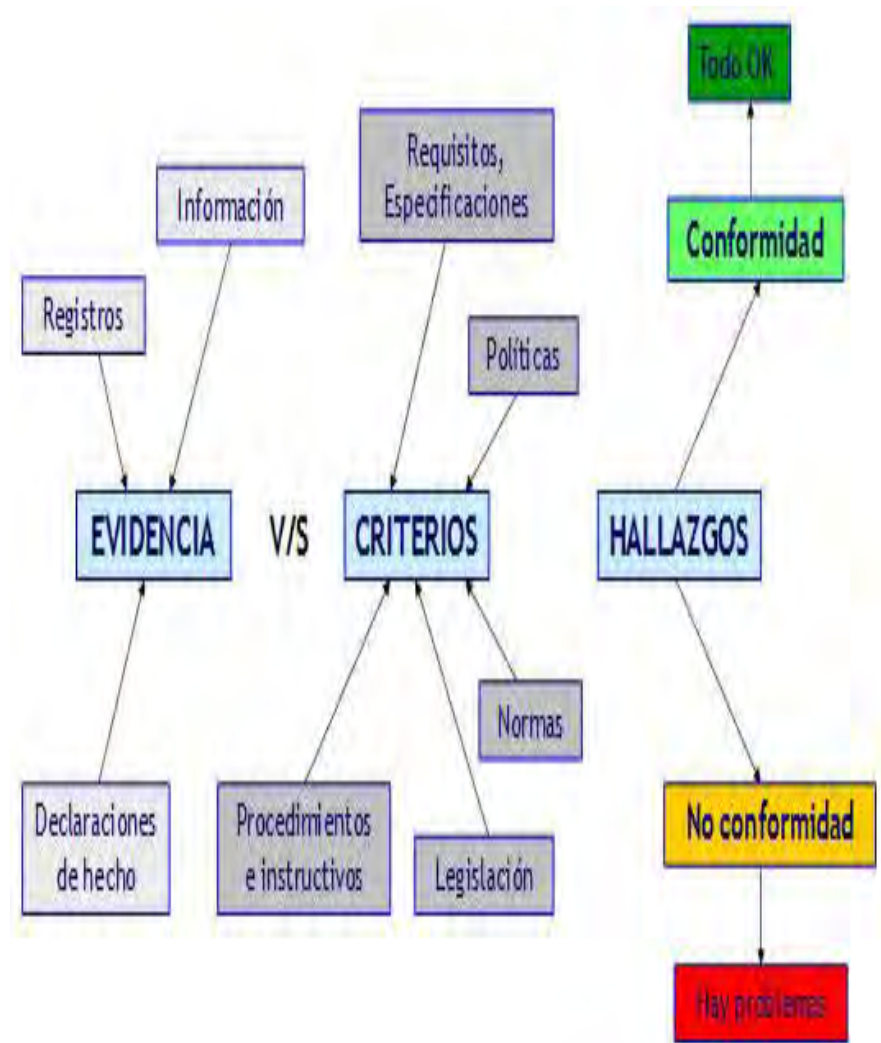 Todo OK
Requisitos,
Especificaciones
Información
Conformidad
Registros
Políticas
EVIDENCIA V/S CRITERIOS HALLAZGOS
Normas
Declaraciones
de hecho
Procedimientos
e instructivos
Legislación
No conformidad
Hay problemas